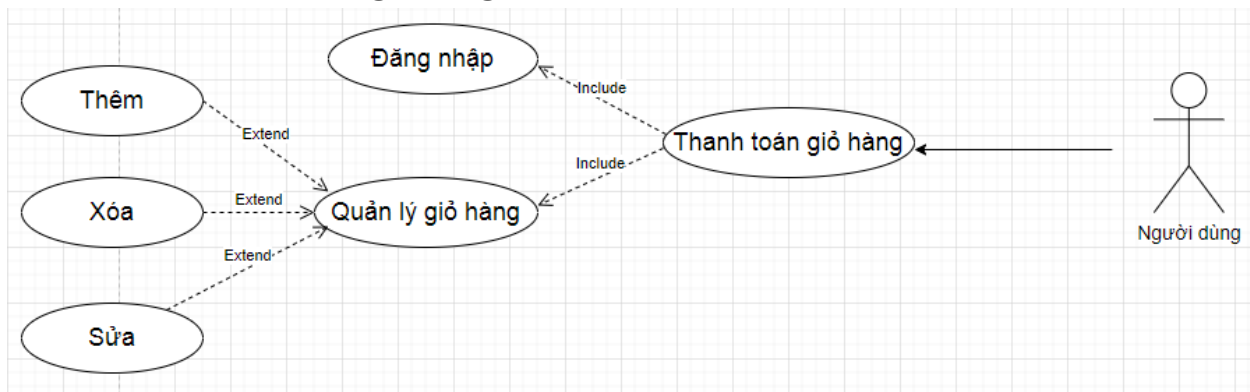 Đăng nhập
Thêm
Include
Extend
Thanh toán giỏ hàng
Include
Xóa
Extend
Quản lý giỏ hàng
Người dùng
Extend
Sửa